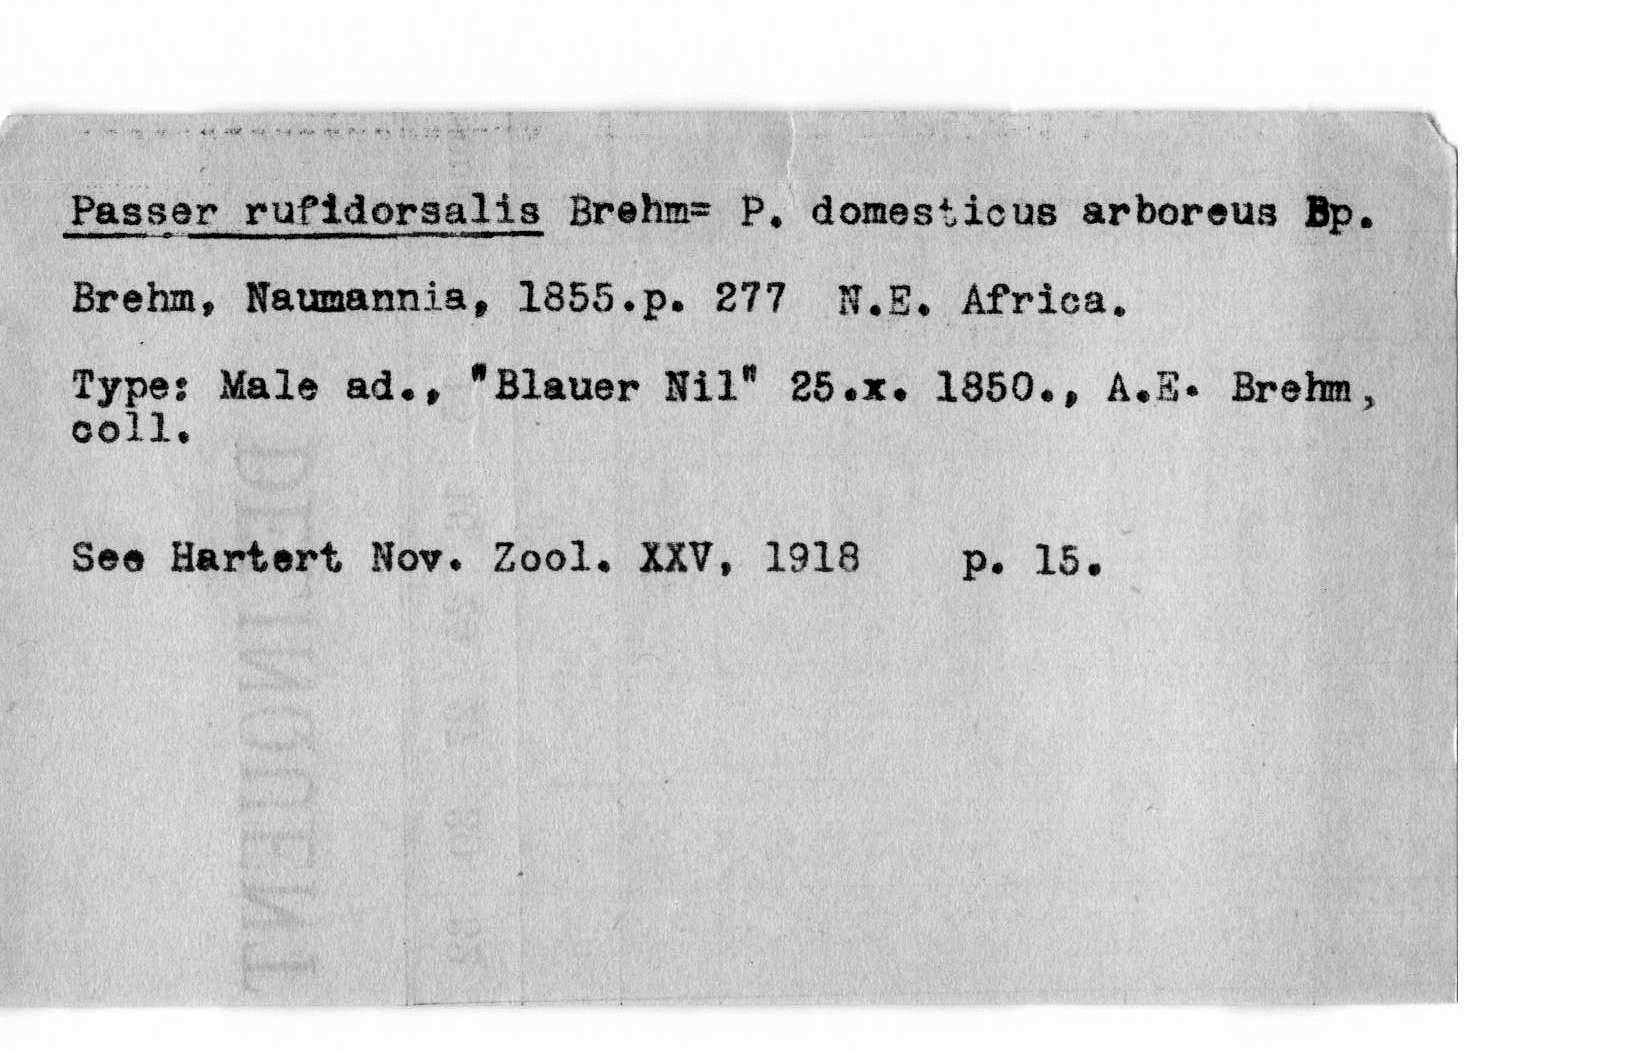 Passer rufidorsalis Brehm= P. domesticus arboreus Bp.
Brehm, Naumannia, 1855.p. 277 N.E. Africa.
Type: Male ad., "Blauer Nil" 25.x. 1850., A.E. Brehm,
coll.
See Hartert Nov. Zool. XXV, 1918 p. 15.